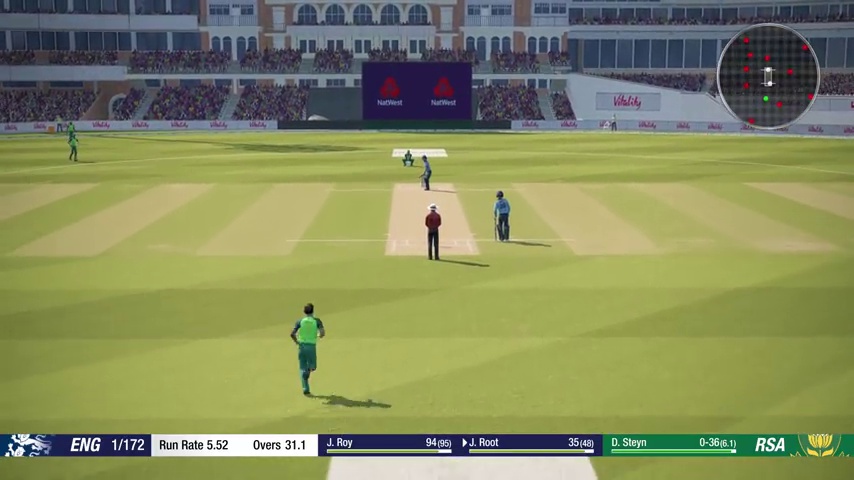 NatWest NatWest
Vitality
ENG 1/172 Run Rate 5.52 Overs 31.1 J. Roy 94(95) J. Root 35(48) D. Steyn 0-36(6.1) RSA